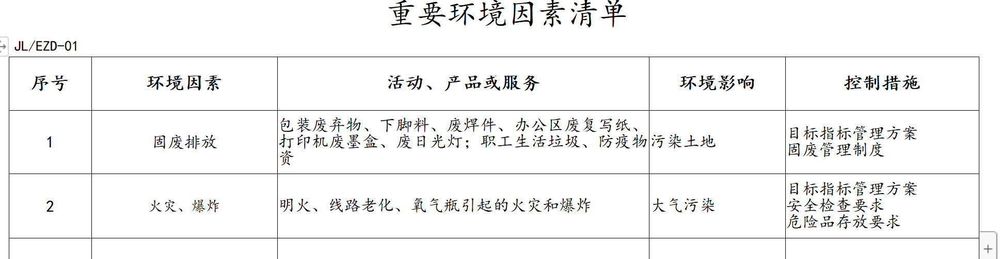 重要环境因素清单
JL/EZD-01
序号 环境因素 活动、产品或服务 环境影响 控制措施
1 固废排放 包装废弃物、下脚料、废焊件、办公区废复写纸、
打印机废墨盒、废日光灯；职工生活垃圾、防疫物
资 污染土地 目标指标管理方案
固废管理制度
2 火灾、爆炸 明火、线路老化、氧气瓶引起的火灾和爆炸 大气污染 目标指标管理方案
安全检查要求
危险品存放要求